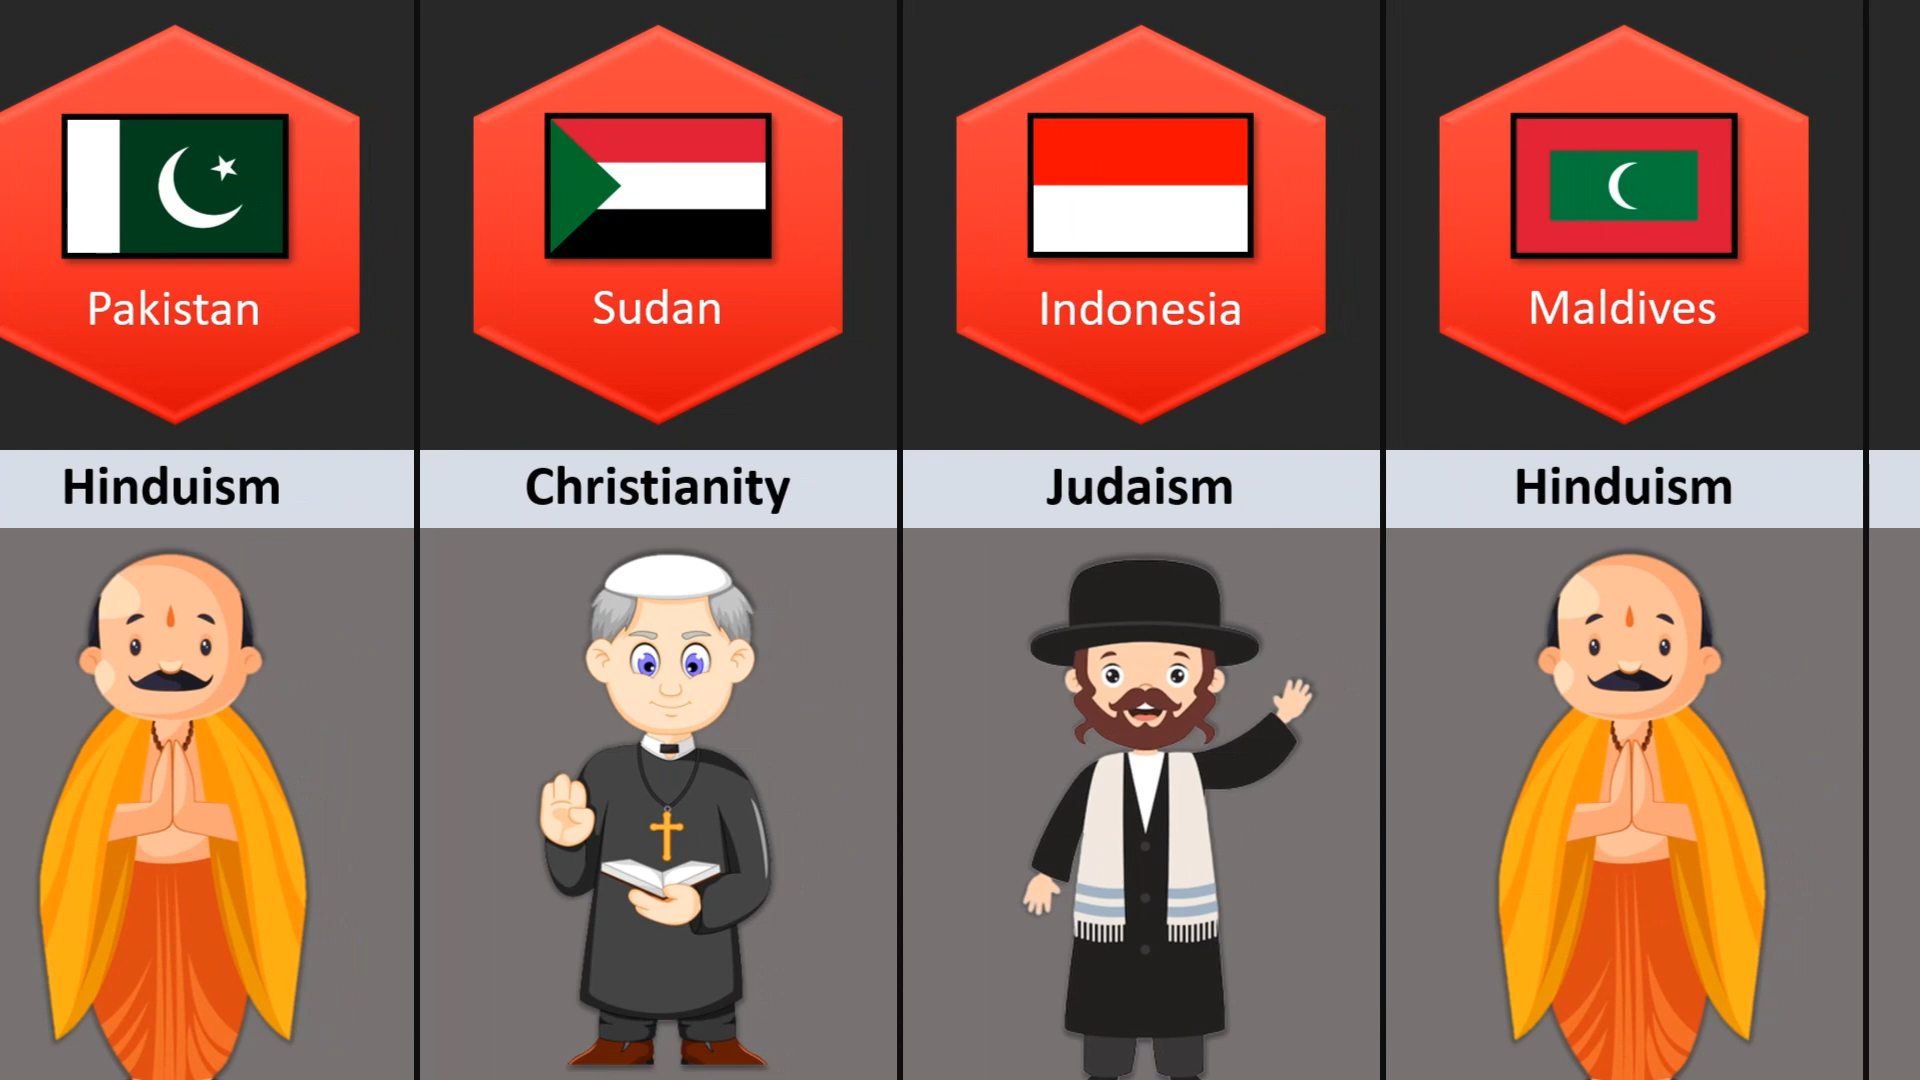 Pakistan
Sudan
Indonesia
Maldives
Hinduism
Christianity
Judaism
Hinduism